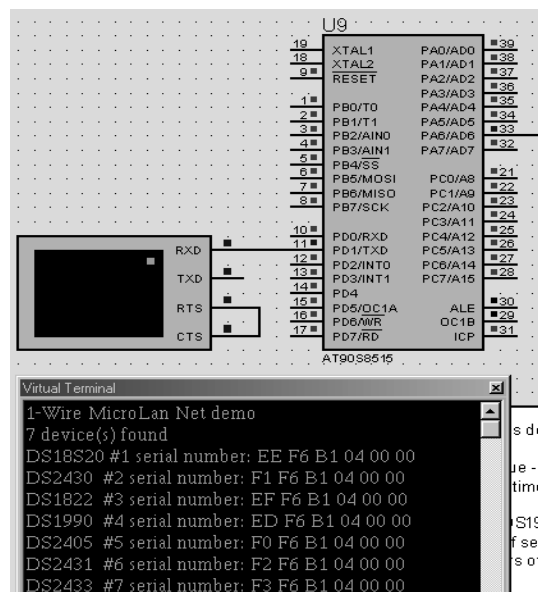 U9
19 XTAL1 PA0/AD0 39
18 XTAL2 PA1/AD1 38
9 RESET PA2/AD2 37
PA3/AD3 36
1 PB0/T0 PA4/AD4 35
2 PB1/T1 PA5/AD5 34
3 PB2/AIN0 PA6/AD6 33
4 PB3/AIN1 PA7/AD7 32
5 PB4/SS
6 PB5/MOSI PC0/A8 21
7 PB6/MISO PC1/A9 22
8 PB7/SCK PC2/A10 23
PC3/A11 24
10 PD0/RXD PC4/A12 25
11 PD1/TXD PC5/A13 26
12 PD2/INT0 PC6/A14 27
13 PD3/INT1 PC7/A15 28
14 PD4
15 PD5/OC1A ALE 30
16 PD6/WR OC1B 29
17 PD7/RD ICP 31
AT90S8515
RXD
TXD
RTS
CTS
Virtual Terminal
1-Wire MicroLan Net demo
7 device(s) found
DS18S20 #1 serial number: EE F6 B1 04 00 00
DS2430 #2 serial number: F1 F6 B1 04 00 00
DS1822 #3 serial number: EF F6 B1 04 00 00
DS1990 #4 serial number: ED F6 B1 04 00 00
DS2405 #5 serial number: F0 F6 B1 04 00 00
DS2431 #6 serial number: F2 F6 B1 04 00 00
DS2433 #7 serial number: F3 F6 B1 04 00 00